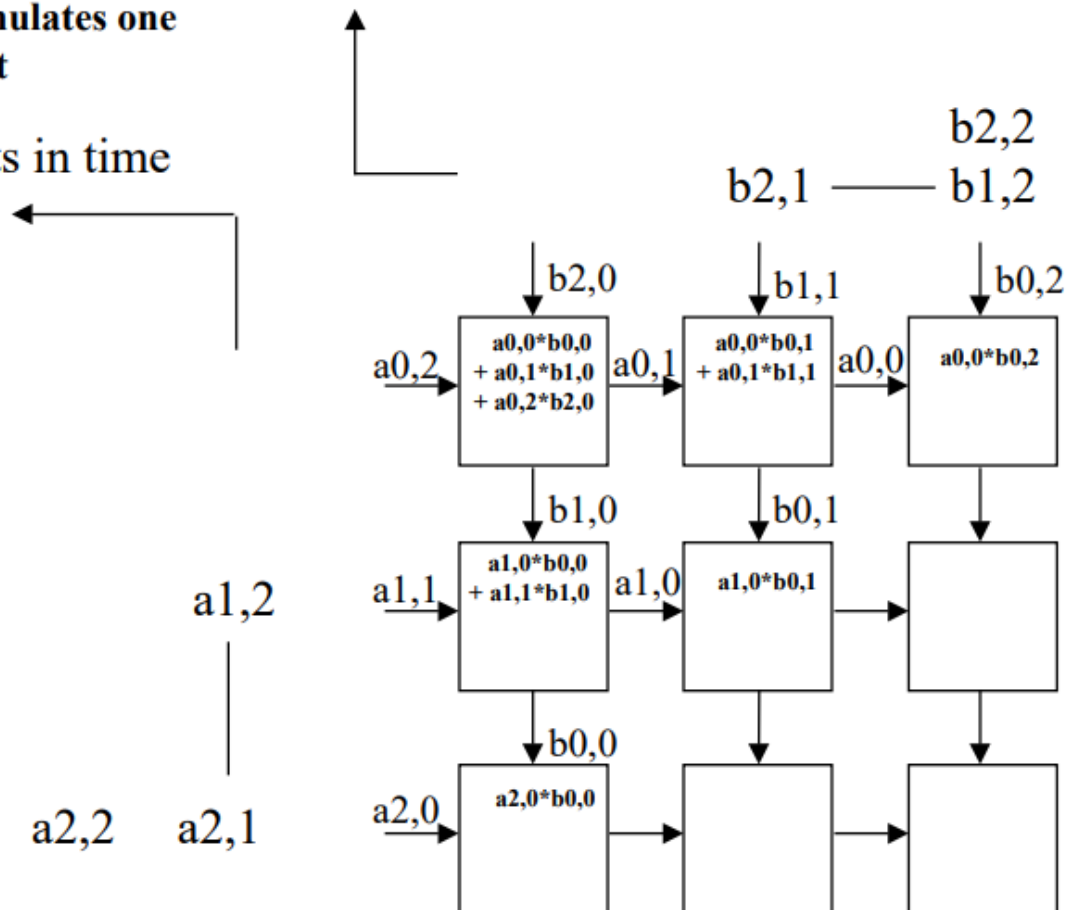 mulates one
t
ts in time
b2,2
b2,1 b1,2
b2,0 b1,1 b0,2
a0,2 a0,0*b0,0 a0,1 a0,0*b0,1 a0,0 a0,0*b0,2
+ a0,1*b1,0 + a0,1*b1,1
+ a0,2*b2,0
b1,0 b0,1
a1,2 a1,1 a1,0*b0,0 a1,0 a1,0*b0,1
+ a1,1*b1,0
b0,0
a2,2 a2,1 a2,0 a2,0*b0,0